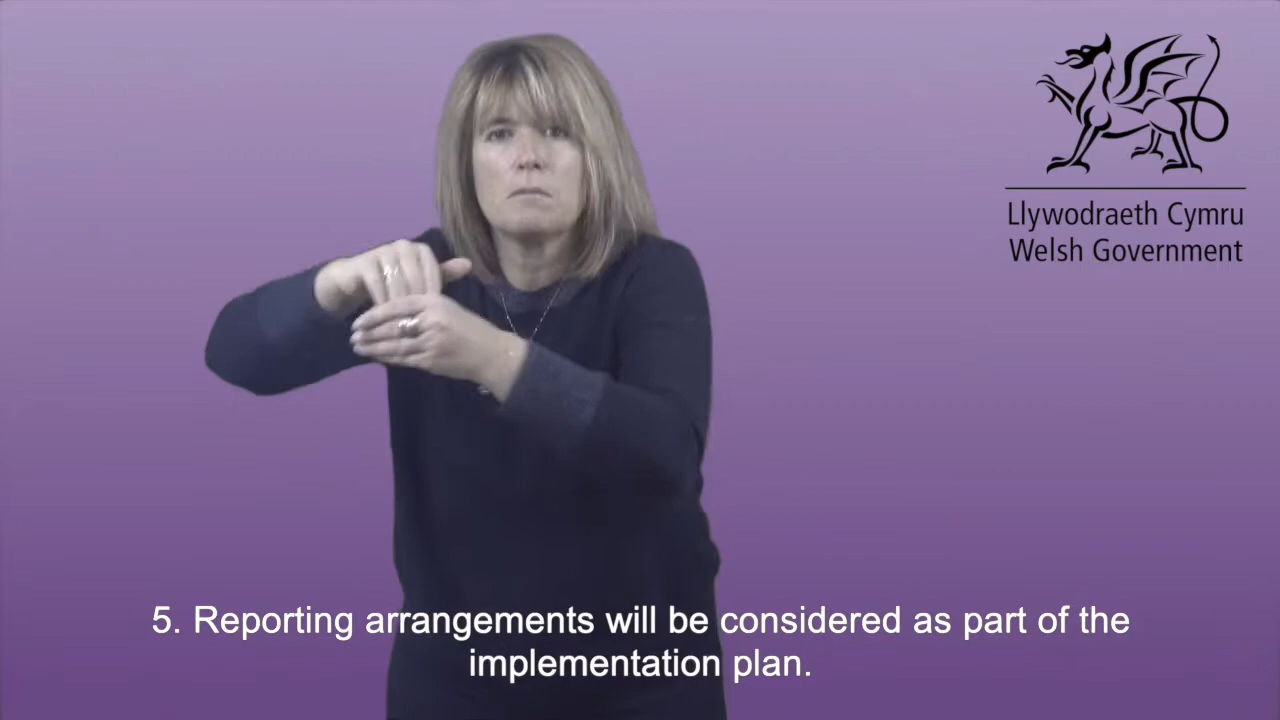 Llywodraeth Cymru
Welsh Government
5. Reporting arrangements will be considered as part of the
implementation plan.